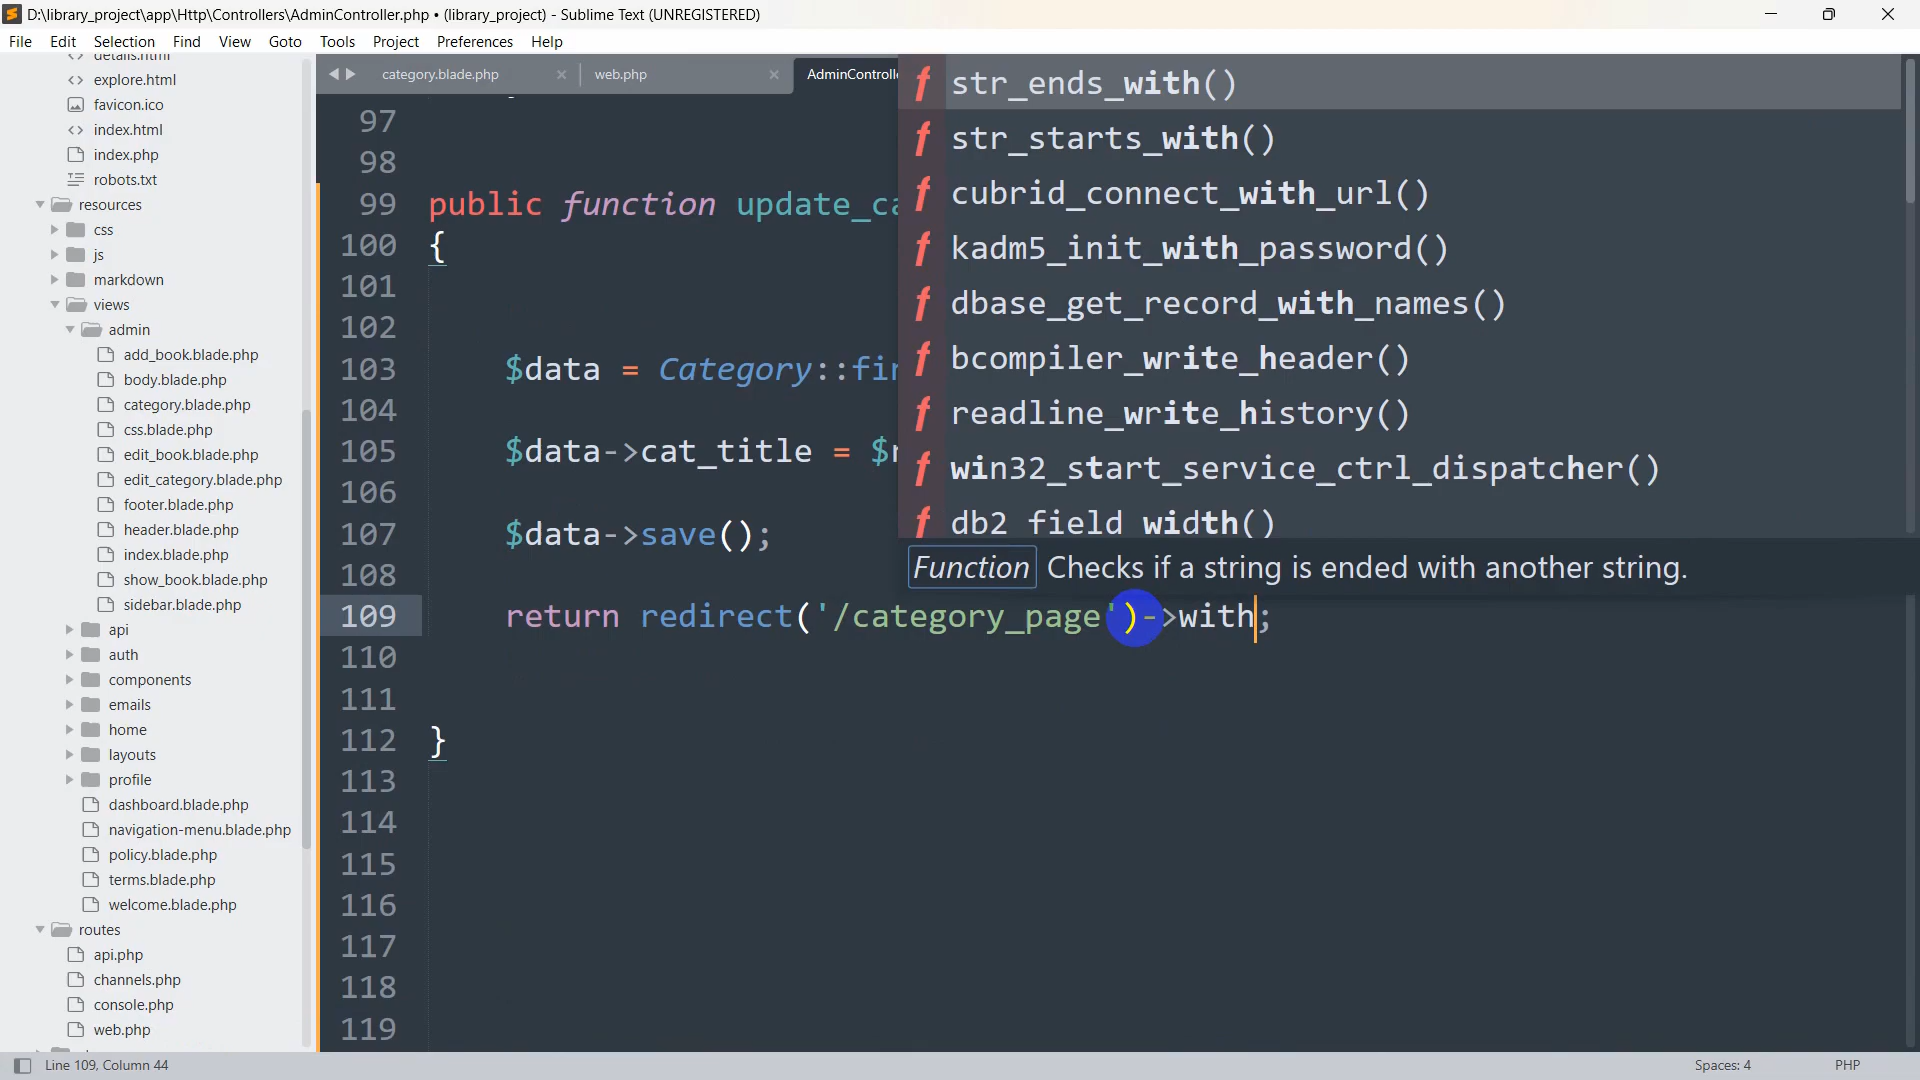 D:\library_project\app\Http\Controllers\AdminController.php • (library_project) - Sublime Text (UNREGISTERED)
File Edit Selection Find View Goto Tools Project Preferences Help
details.html
explore.html
favicon.ico
index.html
index.php
robots.txt
resources
css
js
markdown
views
admin
add_book.blade.php
body.blade.php
category.blade.php
css.blade.php
edit_book.blade.php
edit_category.blade.php
footer.blade.php
header.blade.php
index.blade.php
show_book.blade.php
sidebar.blade.php
api
auth
components
emails
home
layouts
profile
dashboard.blade.php
navigation-menu.blade.php
policy.blade.php
terms.blade.php
welcome.blade.php
routes
api.php
channels.php
console.php
web.php
category.blade.php
web.php
AdminControlle
97
98
99 public function update_ca
100 {
101
102
103 $data = Category::fin
104
105 $data->cat_title = $r
106
107 $data->save();
108
109 return redirect('/category_page')->with;
110
111
112 }
113
114
115
116
117
118
119
f str_ends_with()
f str_starts_with()
f cubrid_connect_with_url()
f kadm5_init_with_password()
f dbase_get_record_with_names()
f bcompiler_write_header()
f readline_write_history()
f win32_start_service_ctrl_dispatcher()
f db2_field_width()
Function Checks if a string is ended with another string.
Line 109, Column 44
Spaces: 4
PHP